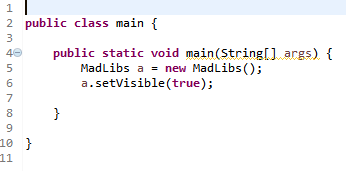 1
2 public class main {
3
4     public static void main(String[] args) {
5         MadLibs a = new MadLibs();
6         a.setVisible(true);
7
8     }
9
10 }
11